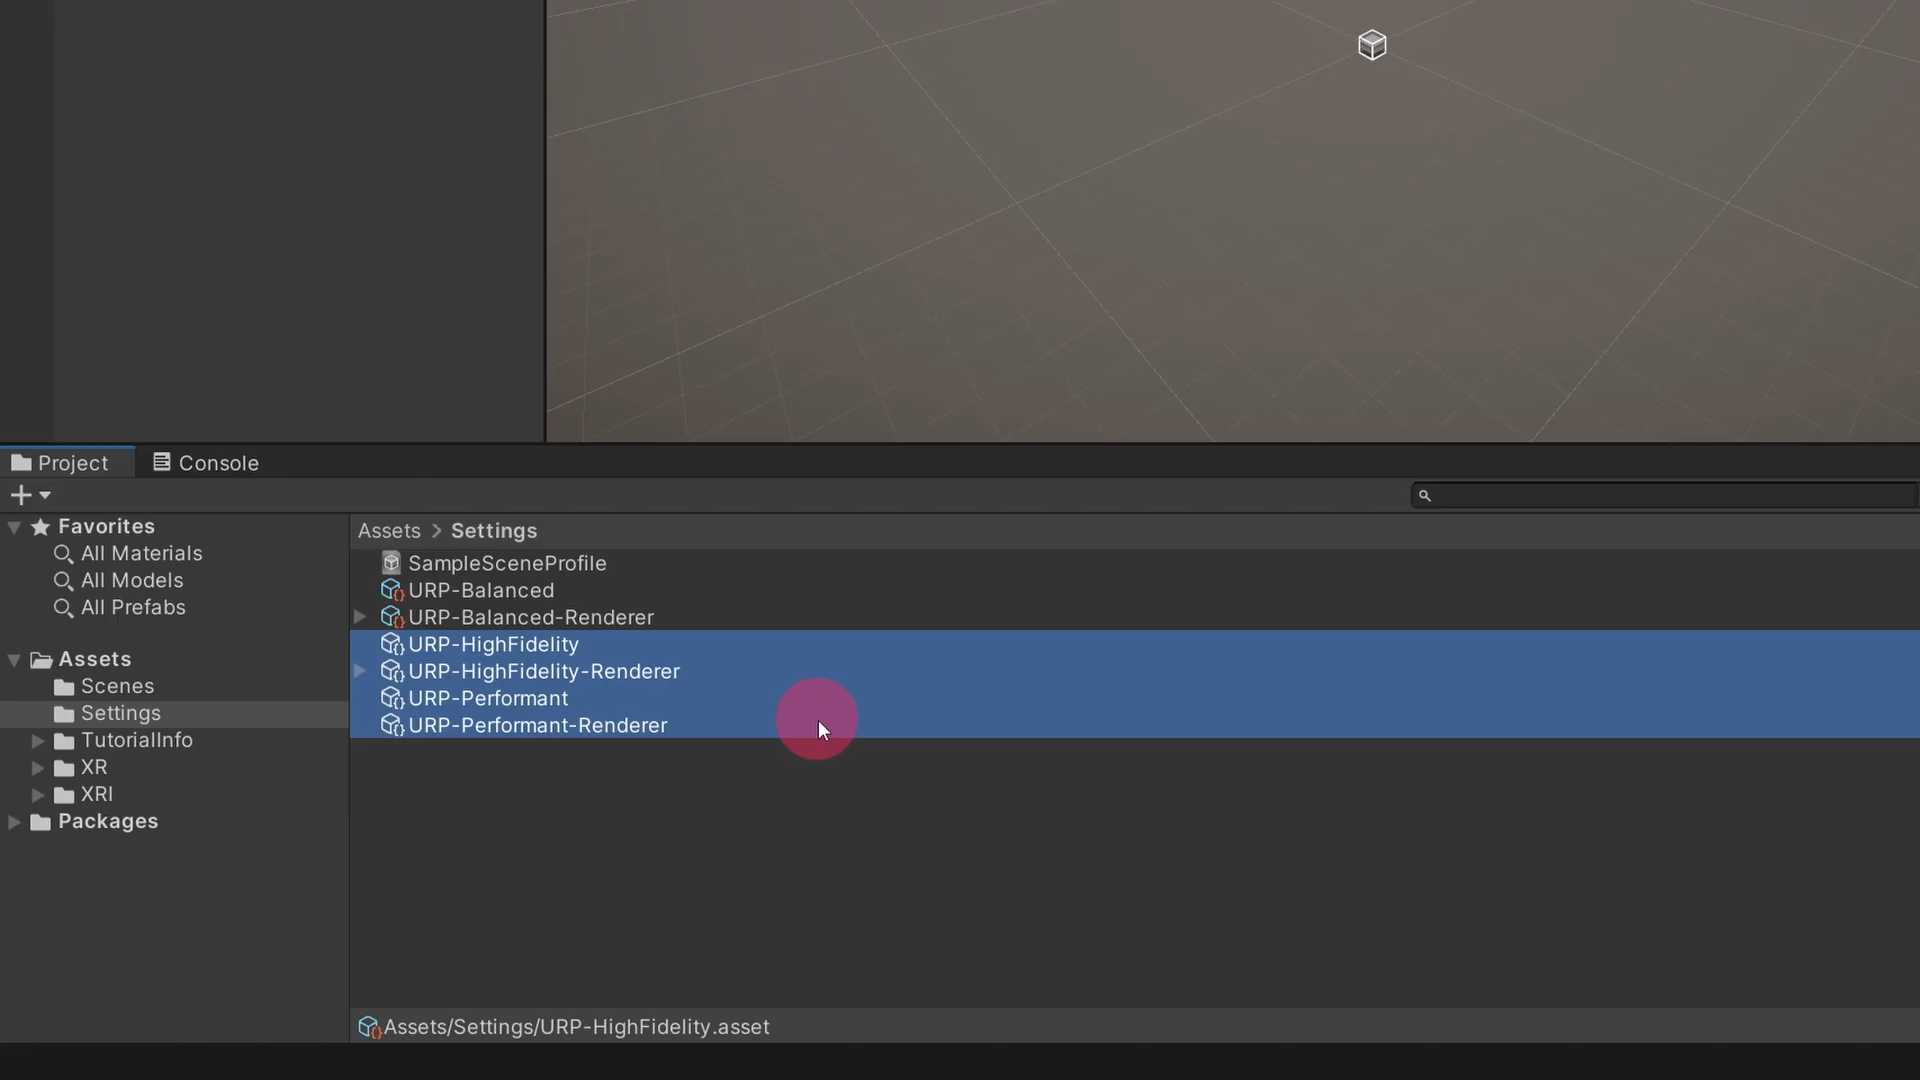 Project
Console
Favorites
All Materials
All Models
All Prefabs
Assets
Scenes
Settings
TutorialInfo
XR
XRI
Packages
Assets > Settings
SampleSceneProfile
URP-Balanced
URP-Balanced-Renderer
URP-HighFidelity
URP-HighFidelity-Renderer
URP-Performant
URP-Performant-Renderer
Assets/Settings/URP-HighFidelity.asset